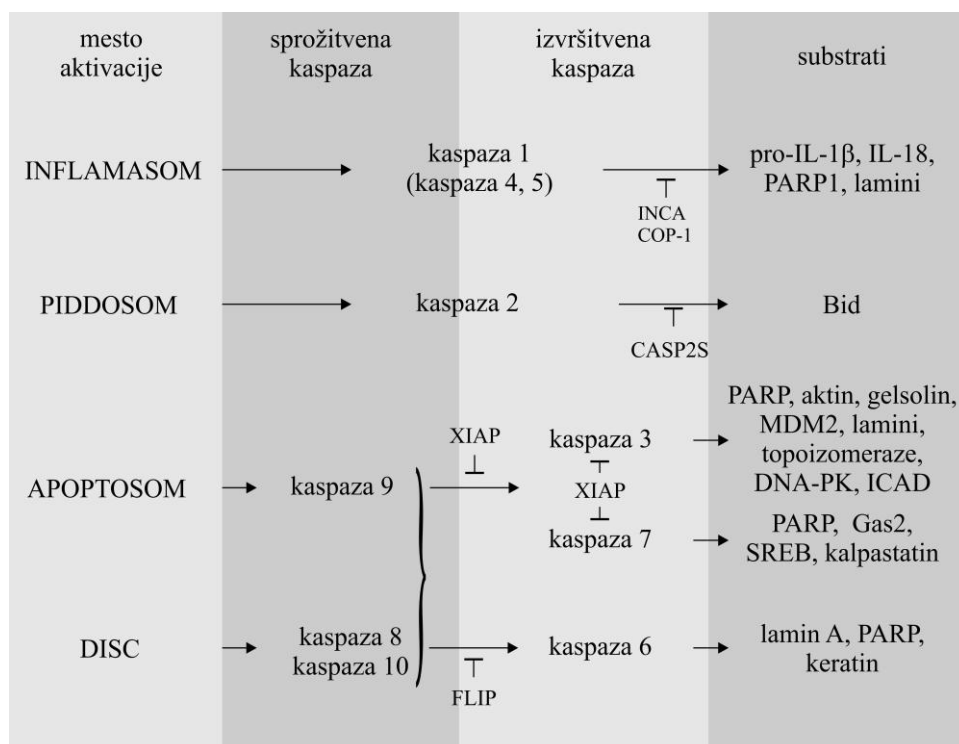 mesto
aktivacije
sprožitvena
kaspaza
izvršitvena
kaspaza
substrati
INFLAMASOM
kaspaza 1
(kaspaza 4, 5)
INCA
COP-1
pro-IL-1β, IL-18,
PARP1, lamini
PIDDOSOM
kaspaza 2
CASP2S
Bid
APOPTOSOM
kaspaza 9
XIAP
kaspaza 3
XIAP
kaspaza 7
PARP, aktin, gelsolin,
MDM2, lamini,
topoizomeraze,
DNA-PK, ICAD
PARP, Gas2,
SREB, kalpastatin
DISC
kaspaza 8
kaspaza 10
FLIP
kaspaza 6
lamin A, PARP,
keratin